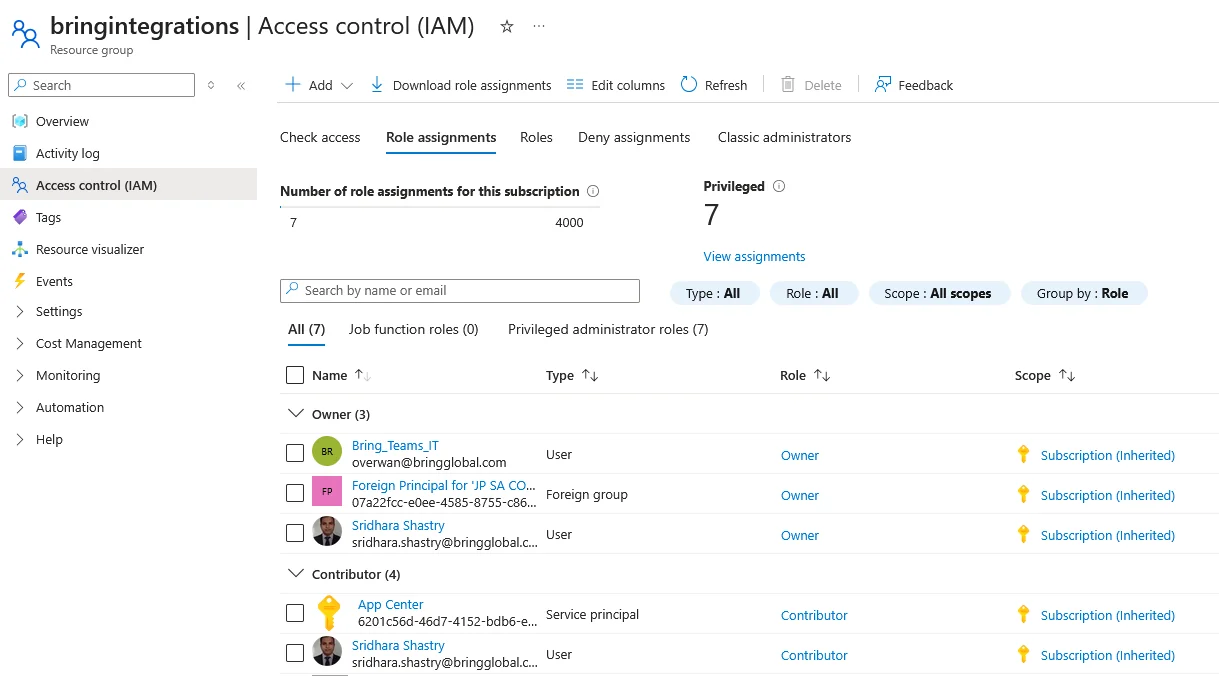 bringintegrations | Access control (IAM)
Resource group
Search
Overview
Activity log
Access control (IAM)
Tags
Resource visualizer
Events
Settings
Cost Management
Monitoring
Automation
Help
Add
Download role assignments
Edit columns
Refresh
Delete
Feedback
Check access
Role assignments
Roles
Deny assignments
Classic administrators
Number of role assignments for this subscription
7 4000
Privileged
7
View assignments
Search by name or email
Type : All
Role : All
Scope : All scopes
Group by : Role
All (7)
Job function roles (0)
Privileged administrator roles (7)
Name Type Role Scope
Owner (3)
BR Bring_Teams_IT
overwan@bringglobal.com
User Owner Subscription (Inherited)
FP Foreign Principal for 'JP SA CO...
07a22fcc-e0ee-4585-8755-c86...
Foreign group Owner Subscription (Inherited)
Sridhara Shastry
sridhara.shastry@bringglobal.c...
User Owner Subscription (Inherited)
Contributor (4)
App Center
6201c56d-46d7-4152-bdb6-e...
Service principal Contributor Subscription (Inherited)
Sridhara Shastry
sridhara.shastry@bringglobal.c...
User Contributor Subscription (Inherited)